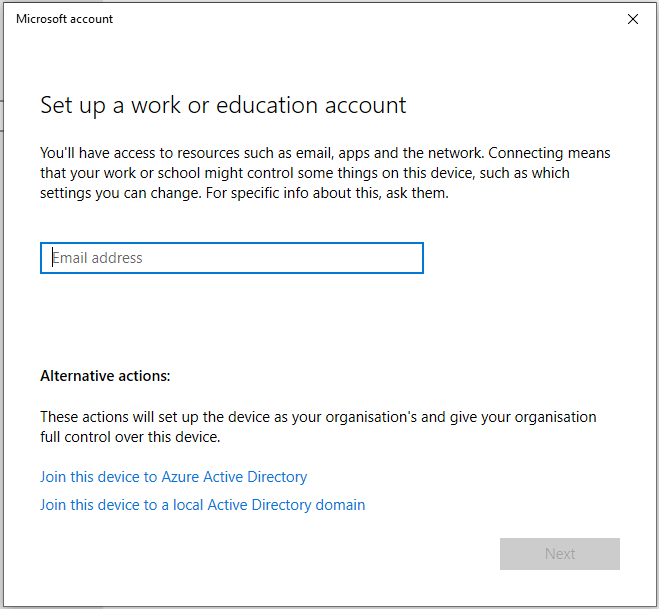 Microsoft account
Set up a work or education account
You'll have access to resources such as email, apps and the network. Connecting means
that your work or school might control some things on this device, such as which
settings you can change. For specific info about this, ask them.
Email address
Alternative actions:
These actions will set up the device as your organisation's and give your organisation
full control over this device.
Join this device to Azure Active Directory
Join this device to a local Active Directory domain
Next